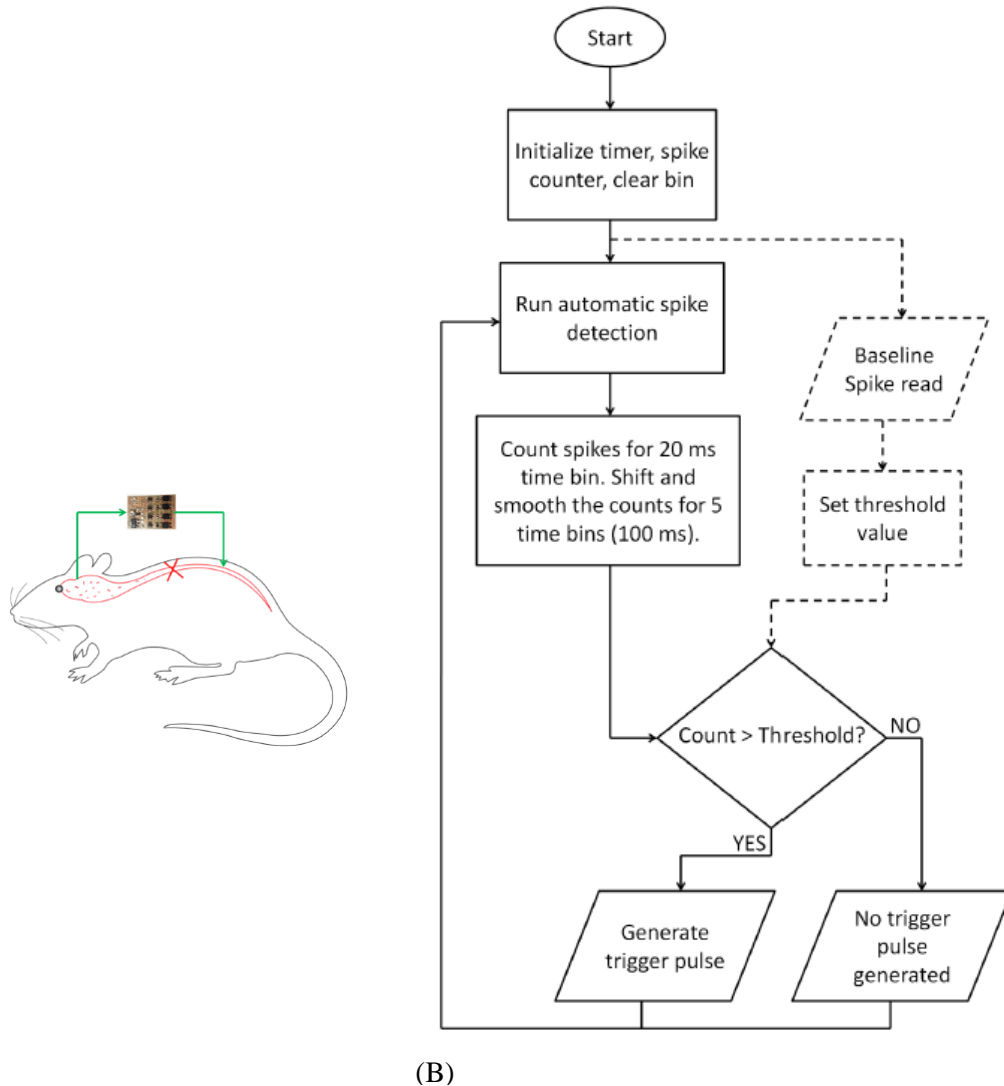 Start
Initialize timer, spike
counter, clear bin
Run automatic spike
detection
Baseline
Spike read
Count spikes for 20 ms
time bin. Shift and
smooth the counts for 5
time bins (100 ms).
Set threshold
value
Count > Threshold?
NO
YES
Generate
trigger pulse
No trigger
pulse
generated
(B)